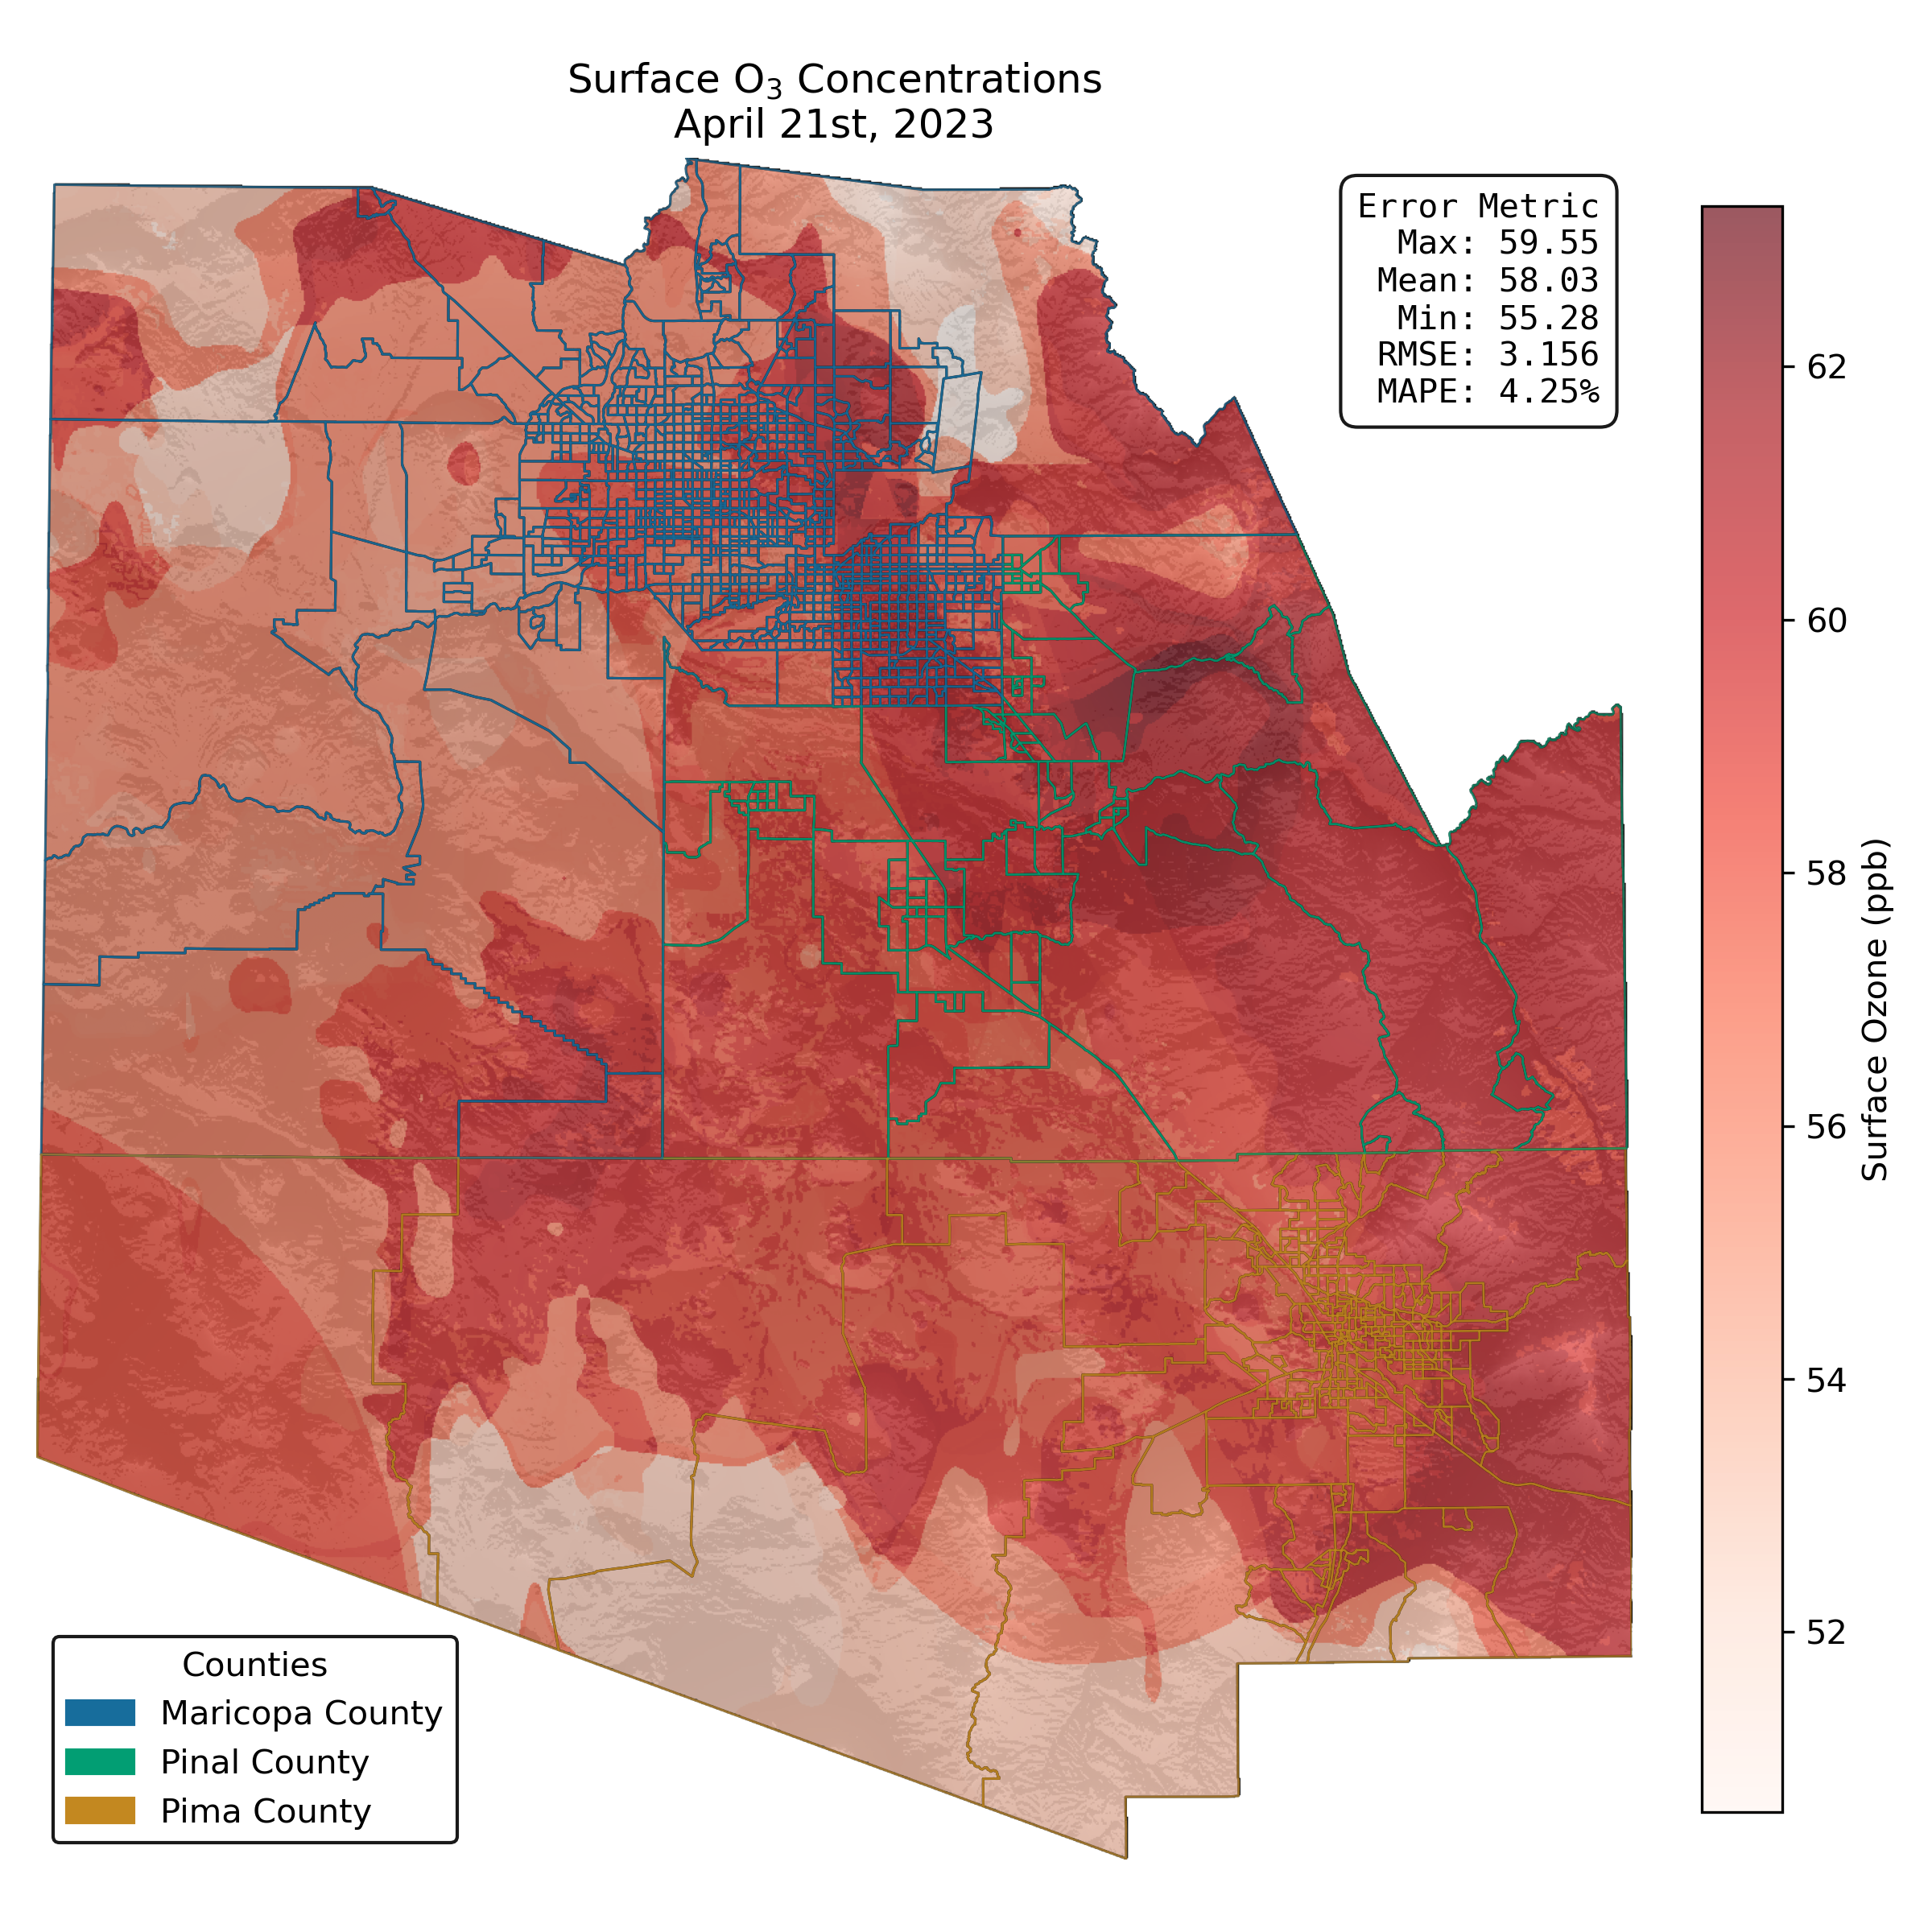 Surface O₃ Concentrations
April 21st, 2023
Error Metric
Max: 59.55
Mean: 58.03
Min: 55.28
RMSE: 3.156
MAPE: 4.25%
62
60
58
56
54
52
Surface Ozone (ppb)
Counties
Maricopa County
Pinal County
Pima County